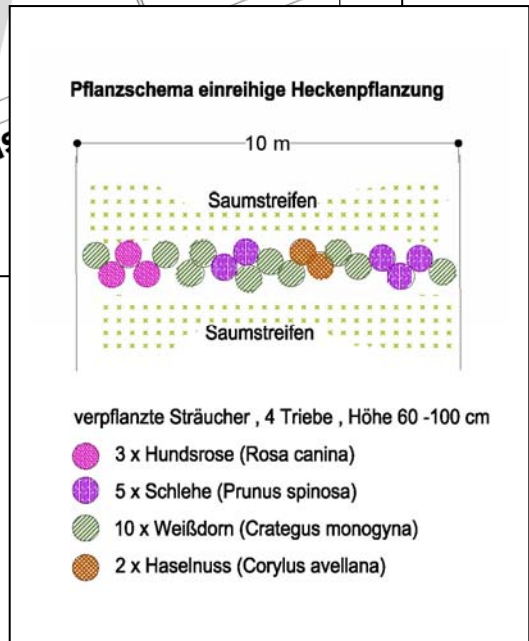 Pflanzschema einreihige Heckenpflanzung
10 m
Saumstreifen
Saumstreifen
verpflanzte Sträucher , 4 Triebe , Höhe 60 -100 cm
3 x Hundsrose (Rosa canina)
5 x Schlehe (Prunus spinosa)
10 x Weißdorn (Crategus monogyna)
2 x Haselnuss (Corylus avellana)